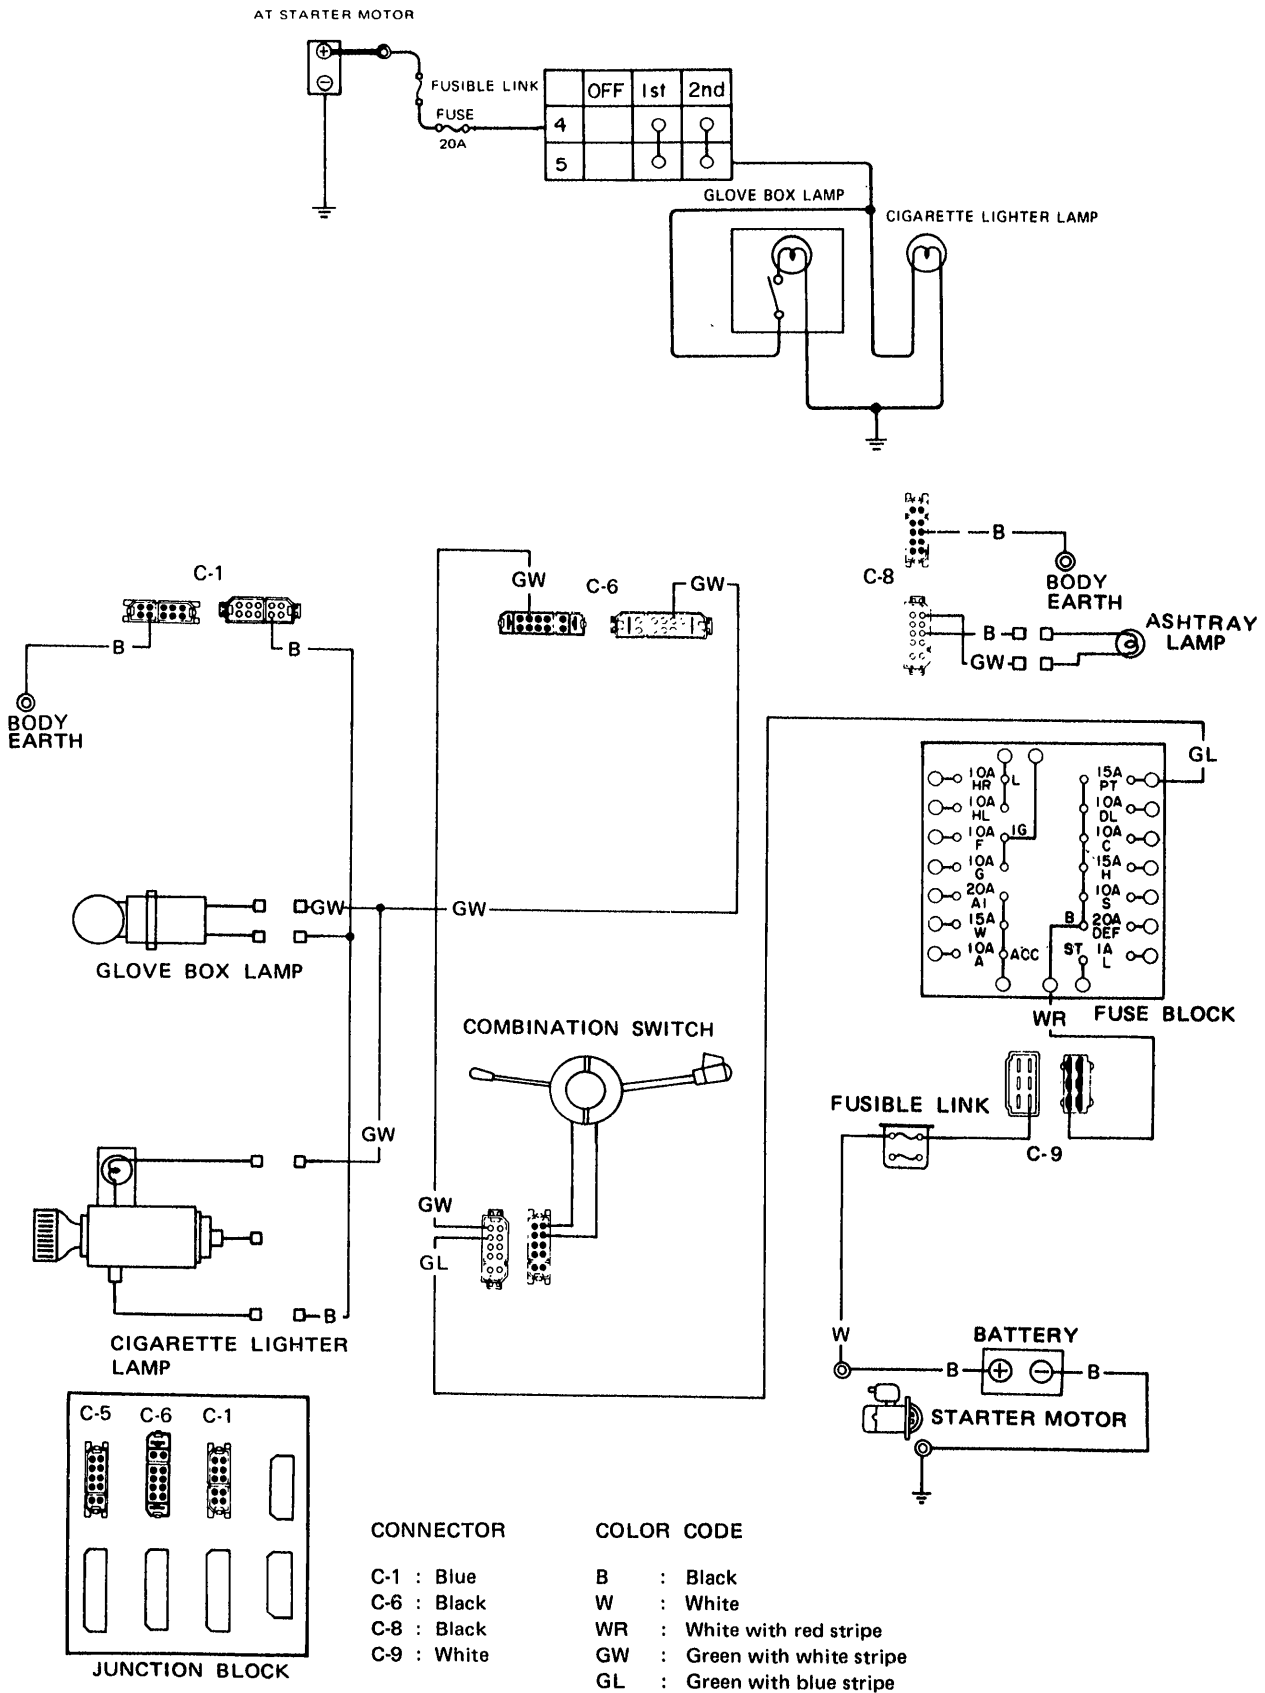 AT STARTER MOTOR
FUSIBLE LINK
FUSE
20A
OFF 1st 2nd
4
5
GLOVE BOX LAMP
CIGARETTE LIGHTER LAMP
C-1
B
B
BODY
EARTH
GW
C-6
GW
C-8
B
BODY
EARTH
B
GW
ASHTRAY
LAMP
GL
10A
HR
L
10A
HL
10A
F
IG
10A
G
20A
A1
15A
W
10A
A
ACC
15A
PT
10A
DL
10A
C
15A
H
10A
S
B
20A
DEF
ST
1A
L
WR
FUSE BLOCK
GW
GW
GLOVE BOX LAMP
COMBINATION SWITCH
FUSIBLE LINK
C-9
GW
GW
GL
B
CIGARETTE LIGHTER
LAMP
W
BATTERY
B
B
STARTER MOTOR
C-5 C-6 C-1
JUNCTION BLOCK
CONNECTOR
C-1 : Blue
C-6 : Black
C-8 : Black
C-9 : White
COLOR CODE
B : Black
W : White
WR : White with red stripe
GW : Green with white stripe
GL : Green with blue stripe